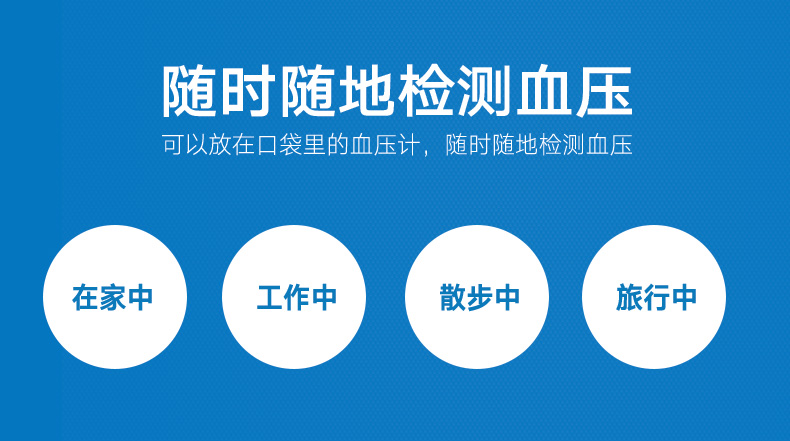 随时随地检测血压
可以放在口袋里的血压计，随时随地检测血压
在家中
工作中
散步中
旅行中